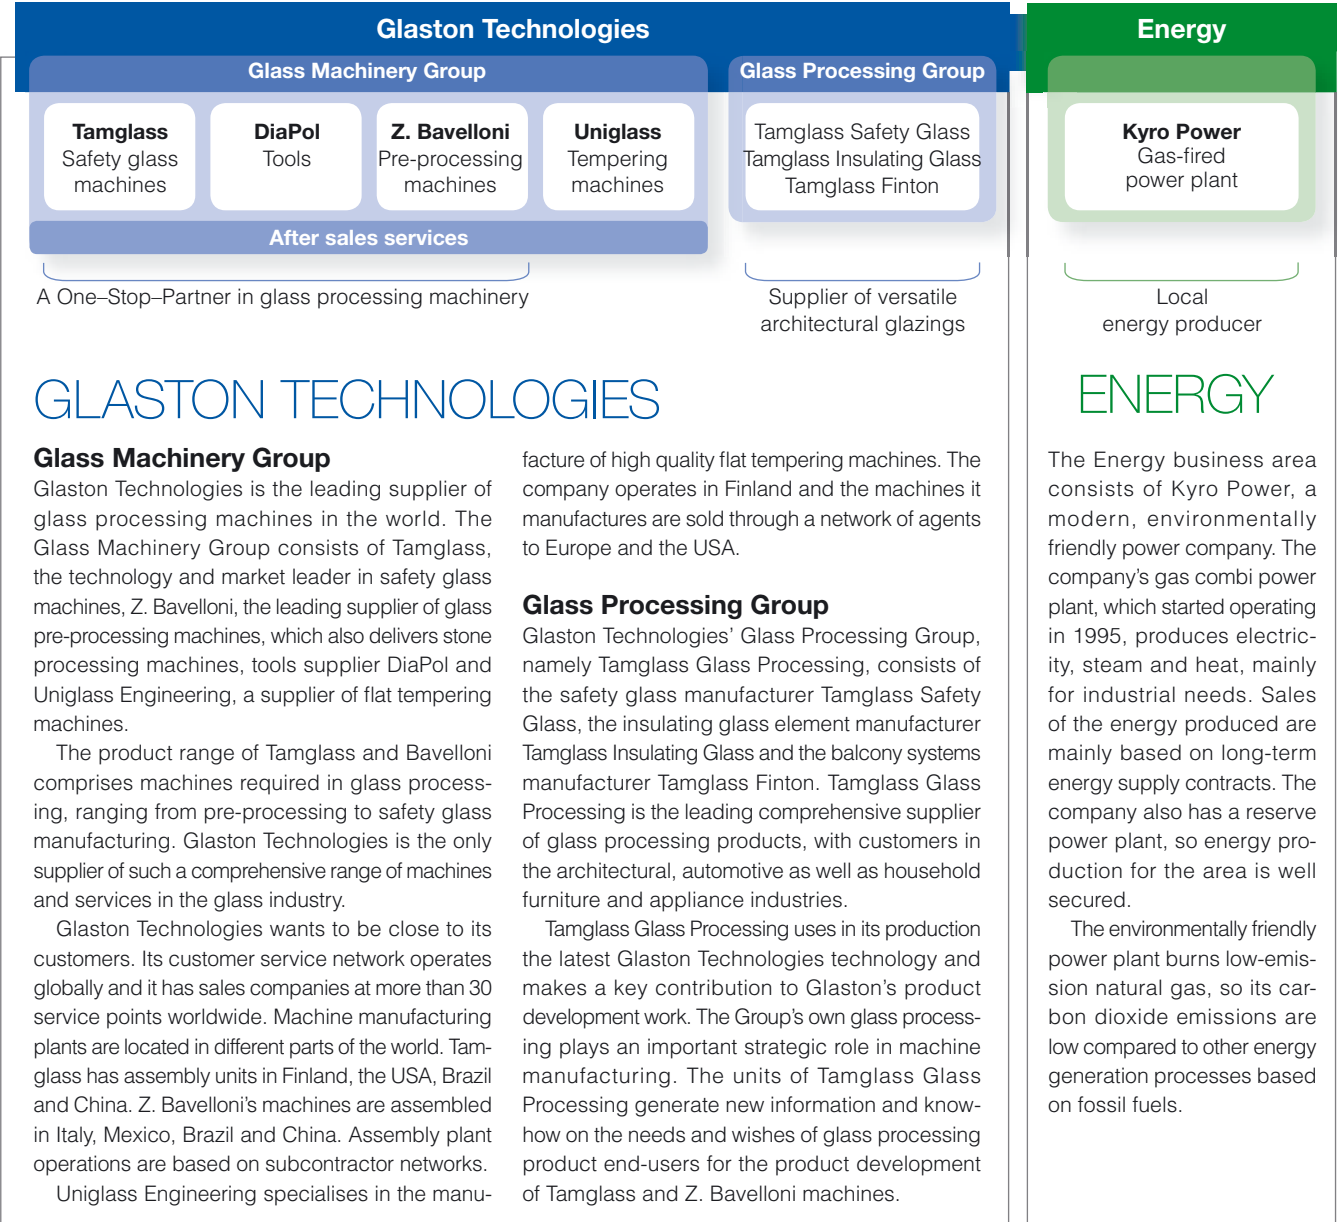 Glaston Technologies
Energy
Glass Machinery Group
Glass Processing Group
Tamglass
Safety glass
machines
DiaPol
Tools
Z. Bavelloni
Pre-processing
machines
Uniglass
Tempering
machines
Tamglass Safety Glass
Tamglass Insulating Glass
Tamglass Finton
Kyro Power
Gas-fired
power plant
After sales services
A One–Stop–Partner in glass processing machinery
Supplier of versatile
architectural glazings
Local
energy producer
GLASTON TECHNOLOGIES
Glass Machinery Group
Glaston Technologies is the leading supplier of
glass processing machines in the world. The
Glass Machinery Group consists of Tamglass,
the technology and market leader in safety glass
machines, Z. Bavelloni, the leading supplier of glass
pre-processing machines, which also delivers stone
processing machines, tools supplier DiaPol and
Uniglass Engineering, a supplier of flat tempering
machines.
The product range of Tamglass and Bavelloni
comprises machines required in glass process-
ing, ranging from pre-processing to safety glass
manufacturing. Glaston Technologies is the only
supplier of such a comprehensive range of machines
and services in the glass industry.
Glaston Technologies wants to be close to its
customers. Its customer service network operates
globally and it has sales companies at more than 30
service points worldwide. Machine manufacturing
plants are located in different parts of the world. Tam-
glass has assembly units in Finland, the USA, Brazil
and China. Z. Bavelloni's machines are assembled
in Italy, Mexico, Brazil and China. Assembly plant
operations are based on subcontractor networks.
Uniglass Engineering specialises in the manu-
facture of high quality flat tempering machines. The
company operates in Finland and the machines it
manufactures are sold through a network of agents
to Europe and the USA.
Glass Processing Group
Glaston Technologies' Glass Processing Group,
namely Tamglass Glass Processing, consists of
the safety glass manufacturer Tamglass Safety
Glass, the insulating glass element manufacturer
Tamglass Insulating Glass and the balcony systems
manufacturer Tamglass Finton. Tamglass Glass
Processing is the leading comprehensive supplier
of glass processing products, with customers in
the architectural, automotive as well as household
furniture and appliance industries.
Tamglass Glass Processing uses in its production
the latest Glaston Technologies technology and
makes a key contribution to Glaston's product
development work. The Group's own glass process-
ing plays an important strategic role in machine
manufacturing. The units of Tamglass Glass
Processing generate new information and know-
how on the needs and wishes of glass processing
product end-users for the product development
of Tamglass and Z. Bavelloni machines.
ENERGY
The Energy business area
consists of Kyro Power, a
modern, environmentally
friendly power company. The
company's gas combi power
plant, which started operating
in 1995, produces electric-
ity, steam and heat, mainly
for industrial needs. Sales
of the energy produced are
mainly based on long-term
energy supply contracts. The
company also has a reserve
power plant, so energy pro-
duction for the area is well
secured.
The environmentally friendly
power plant burns low-emis-
sion natural gas, so its car-
bon dioxide emissions are
low compared to other energy
generation processes based
on fossil fuels.